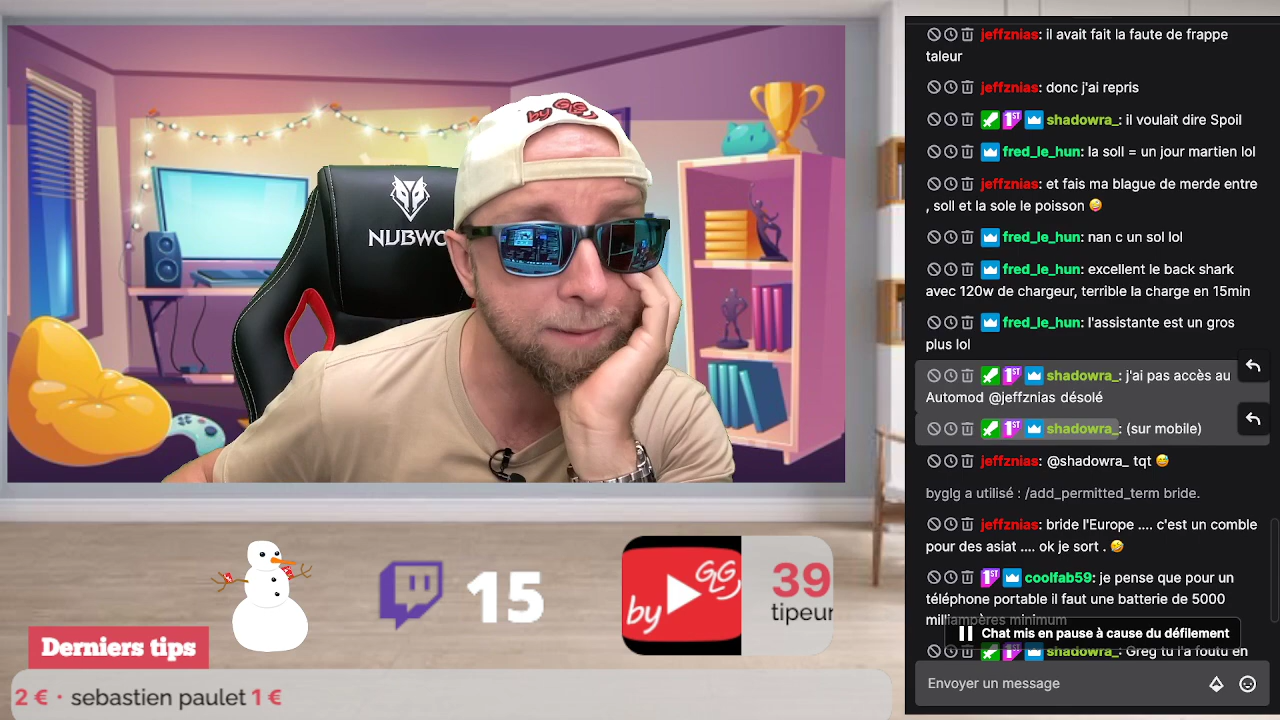 by GLG
NUBWO
jeffznias: il avait fait la faute de frappe
taleur
jeffznias: donc j'ai repris
1ST shadowra_: il voulait dire Spoil
fred_le_hun: la soll = un jour martien lol
jeffznias: et fais ma blague de merde entre
, soll et la sole le poisson 🤪
fred_le_hun: nan c un sol lol
fred_le_hun: excellent le back shark
avec 120w de chargeur, terrible la charge en 15min
fred_le_hun: l'assistante est un gros
plus lol
1ST shadowra_: j'ai pas accès au
Automod @jeffznias désolé
1ST shadowra_: (sur mobile)
jeffznias: @shadowra_ tqt 😅
byglg a utilisé : /add_permitted_term bride.
jeffznias: bride l'Europe .... c'est un comble
pour des asiat .... ok je sort . 🤣
1ST coolfab59: je pense que pour un
téléphone portable il faut une batterie de 5000
milliampères minimum
Chat mis en pause à cause du défilement
1ST shadowra_: Greg tu l'a foutu en
Envoyer un message
15
by GLG
39
tipeur
Derniers tips
2 € · sebastien paulet 1 €